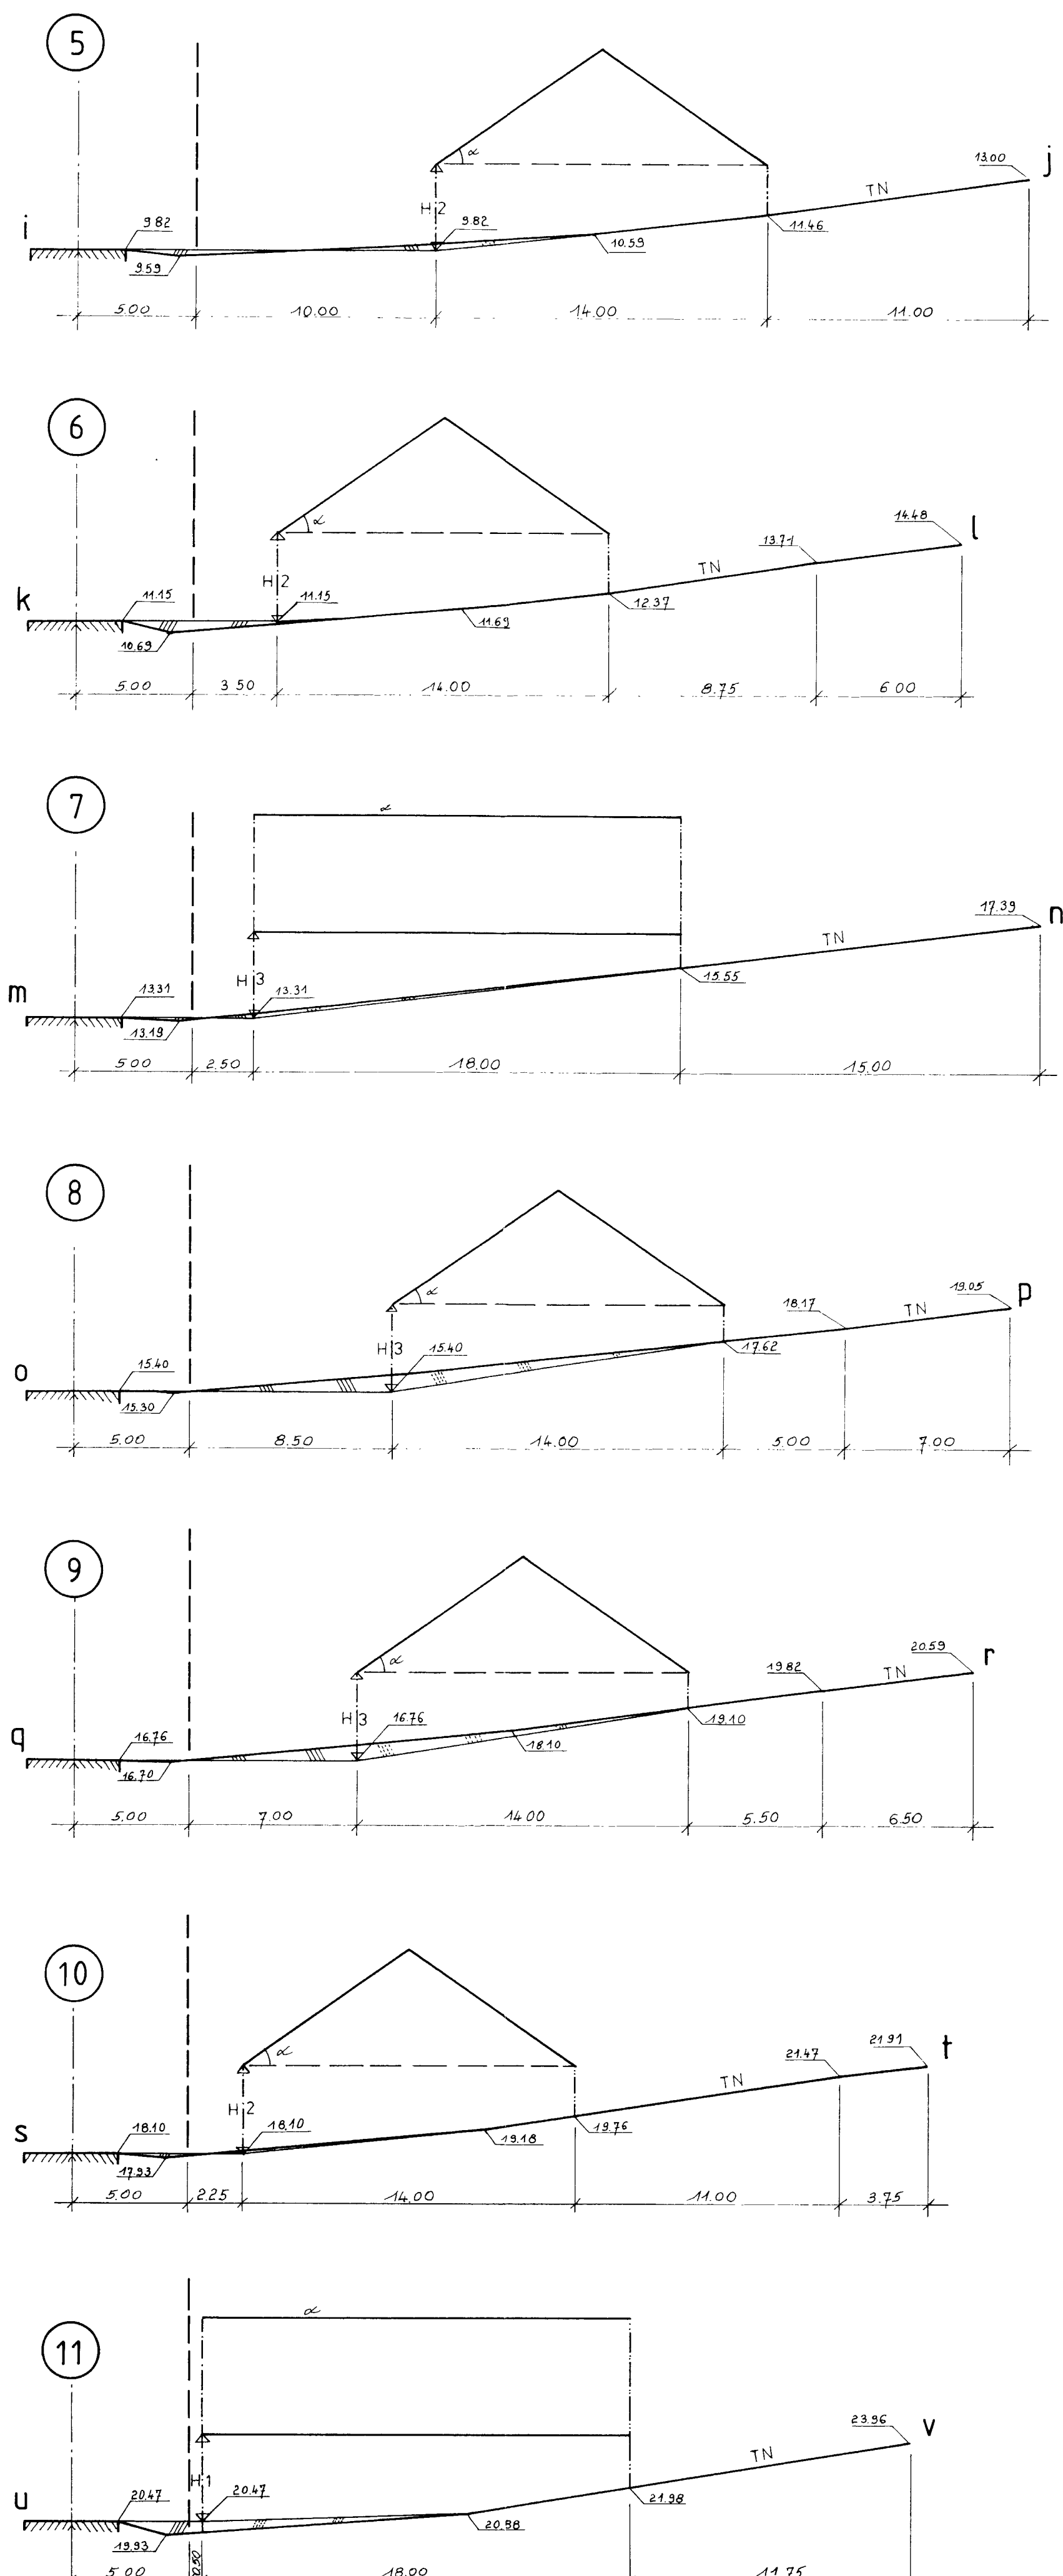 5
α
13.00
j
TN
H 2
i
9.82
9.82
11.46
10.59
9.59
5.00 10.00 14.00 11.00
6
α
14.48
l
13.71
TN
H 2
k
11.15
11.15
12.37
11.69
10.69
5.00 3.50 14.00 8.75 6.00
7
α
17.39
n
TN
H 3
15.55
m
13.31
13.31
13.19
5.00 2.50 18.00 15.00
8
α
19.05
p
18.17
TN
H 3
15.40
17.62
o
15.40
15.30
5.00 8.50 14.00 5.00 7.00
9
α
20.59
r
19.82
TN
H 3
16.76
19.10
q
16.76
18.10
16.70
5.00 7.00 14.00 5.50 6.50
10
α
21.91
t
21.47
TN
H 2
s
18.10
18.10
19.76
19.18
17.93
5.00 2.25 14.00 11.00 3.75
11
α
23.96
v
TN
H 1
u
20.47
20.47
21.98
20.98
19.93
5.00 0.50 18.00 11.75